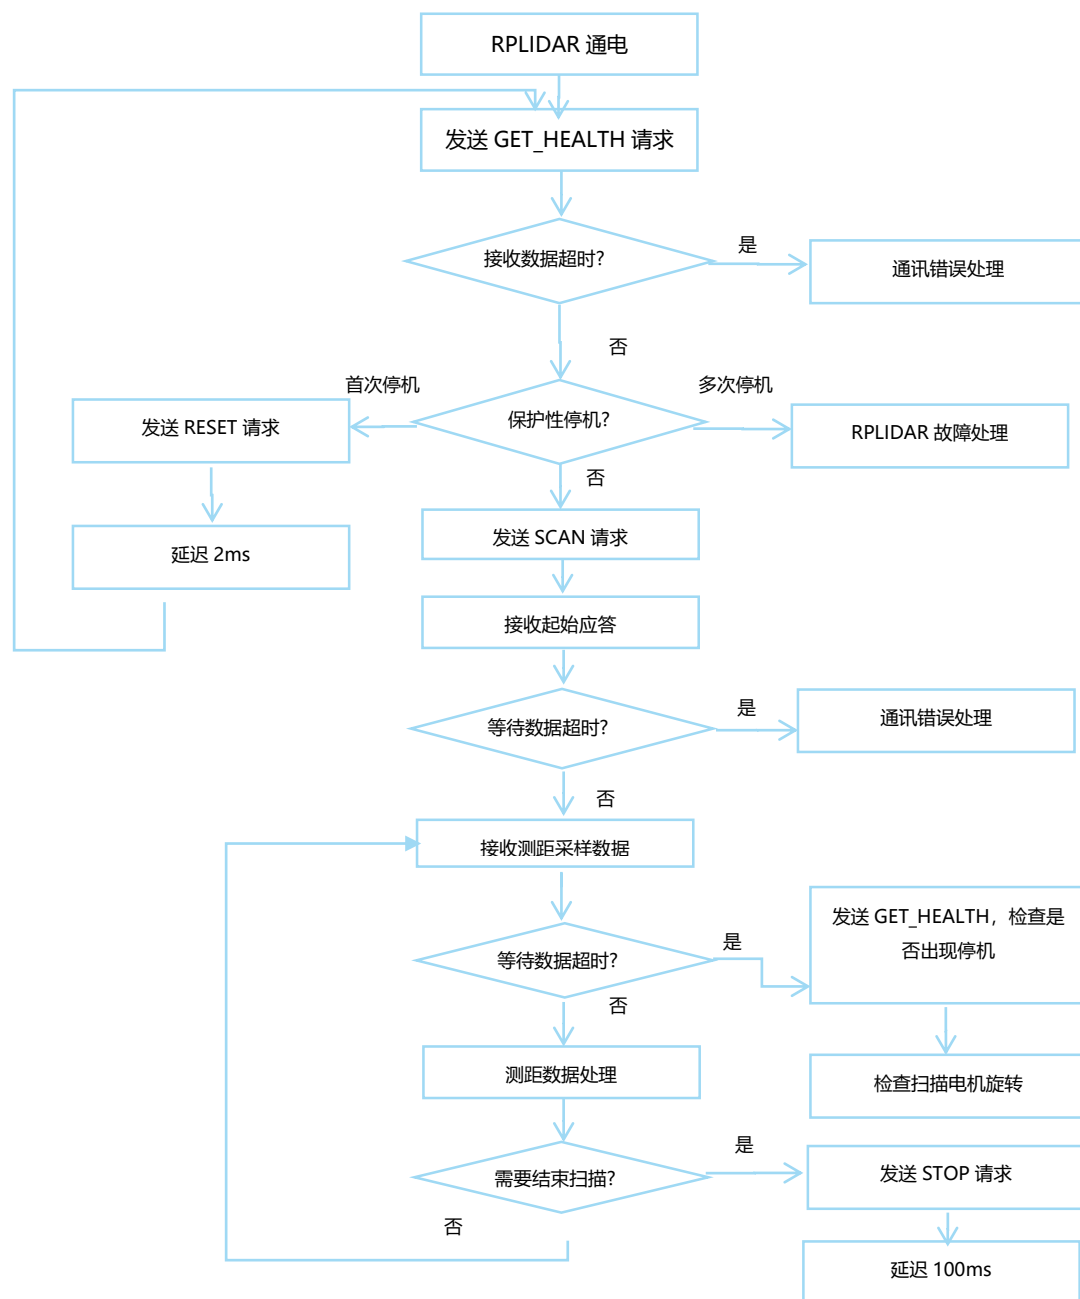 RPLIDAR 通电
发送 GET_HEALTH 请求
接收数据超时?
是
通讯错误处理
否
首次停机
多次停机
保护性停机?
发送 RESET 请求
RPLIDAR 故障处理
否
发送 SCAN 请求
延迟 2ms
接收起始应答
等待数据超时?
是
通讯错误处理
否
接收测距采样数据
发送 GET_HEALTH，检查是
否出现停机
等待数据超时?
是
否
测距数据处理
检查扫描电机旋转
需要结束扫描?
是
发送 STOP 请求
否
延迟 100ms